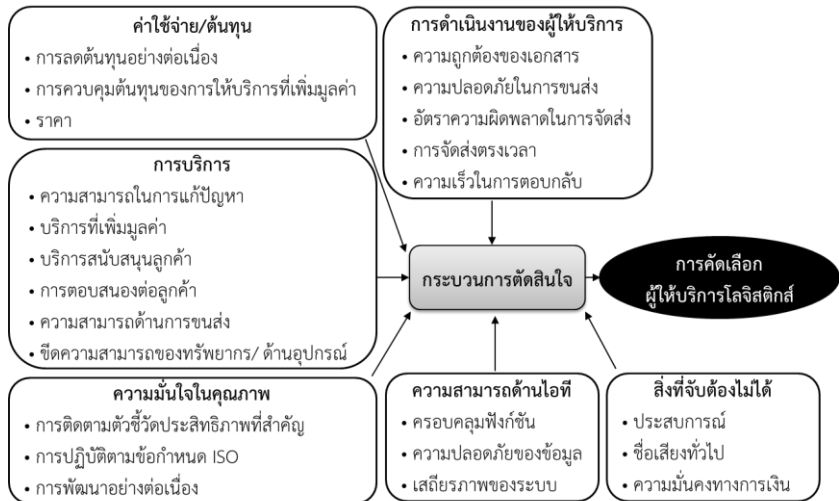 ค่าใช้จ่าย/ต้นทุน
• การลดต้นทุนอย่างต่อเนื่อง
• การควบคุมต้นทุนของการให้บริการที่เพิ่มมูลค่า
• ราคา
การดำเนินงานของผู้ให้บริการ
• ความถูกต้องของเอกสาร
• ความปลอดภัยในการขนส่ง
• อัตราความผิดพลาดในการจัดส่ง
• การจัดส่งตรงเวลา
• ความเร็วในการตอบกลับ
การบริการ
• ความสามารถในการแก้ปัญหา
• บริการที่เพิ่มมูลค่า
• บริการสนับสนุนลูกค้า
• การตอบสนองต่อลูกค้า
• ความสามารถด้านการขนส่ง
• ขีดความสามารถของทรัพยากร/ ด้านอุปกรณ์
กระบวนการตัดสินใจ
การคัดเลือก
ผู้ให้บริการโลจิสติกส์
ความมั่นใจในคุณภาพ
• การติดตามตัวชี้วัดประสิทธิภาพที่สำคัญ
• การปฏิบัติตามข้อกำหนด ISO
• การพัฒนาอย่างต่อเนื่อง
ความสามารถด้านไอที
• ครอบคลุมฟังก์ชัน
• ความปลอดภัยของข้อมูล
• เสถียรภาพของระบบ
สิ่งที่จับต้องไม่ได้
• ประสบการณ์
• ชื่อเสียงทั่วไป
• ความมั่นคงทางการเงิน